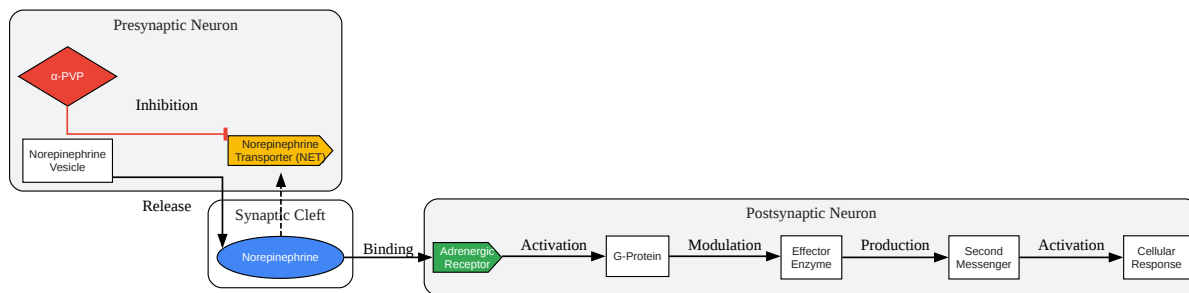 Presynaptic Neuron
α-PVP
Inhibition
Norepinephrine
Transporter (NET)
Norepinephrine
Vesicle
Release
Synaptic Cleft
Norepinephrine
Binding
Postsynaptic Neuron
Adrenergic
Receptor
Activation
G-Protein
Modulation
Effector
Enzyme
Production
Second
Messenger
Activation
Cellular
Response